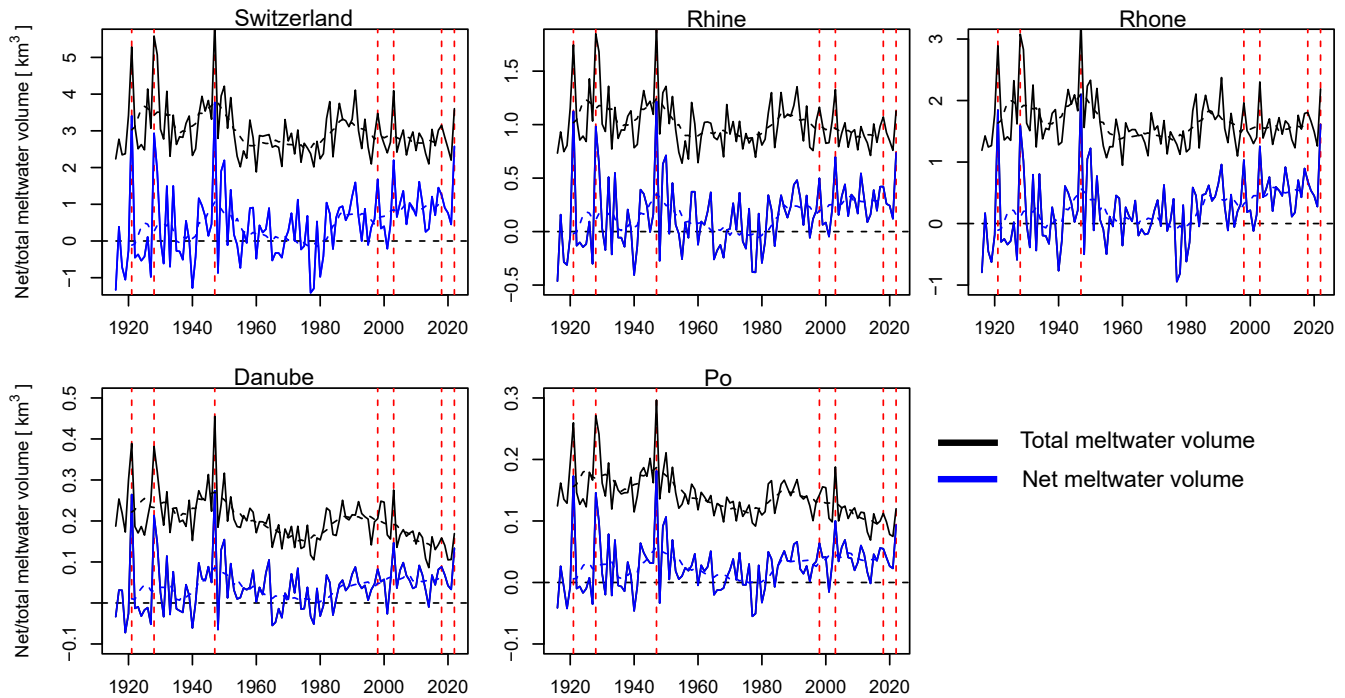 Switzerland
Rhine
Rhone
Net/total meltwater volume [ km³ ]
5
4
3
2
1
0
−1
1.5
1.0
0.5
0.0
−0.5
3
2
1
0
−1
1920 1940 1960 1980 2000 2020
1920 1940 1960 1980 2000 2020
1920 1940 1960 1980 2000 2020
Danube
Po
Net/total meltwater volume [ km³ ]
0.5
0.4
0.3
0.2
0.1
−0.1
0.3
0.2
0.1
0.0
−0.1
1920 1940 1960 1980 2000 2020
1920 1940 1960 1980 2000 2020
Total meltwater volume
Net meltwater volume